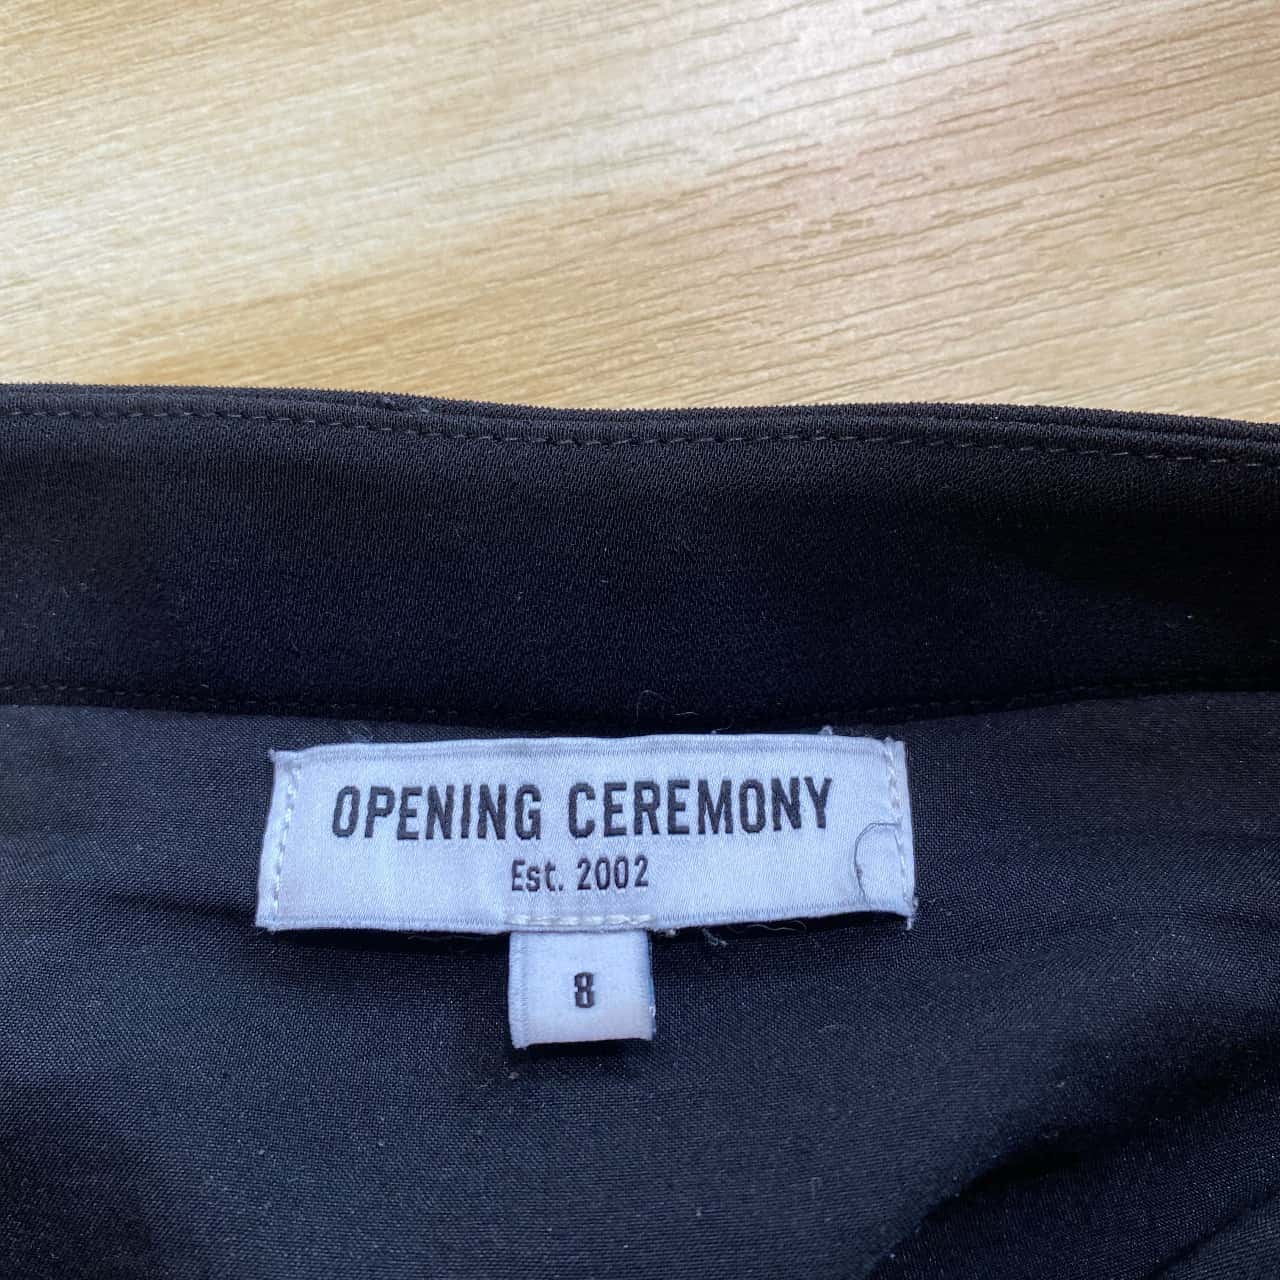 OPENING CEREMONY
Est. 2002
8